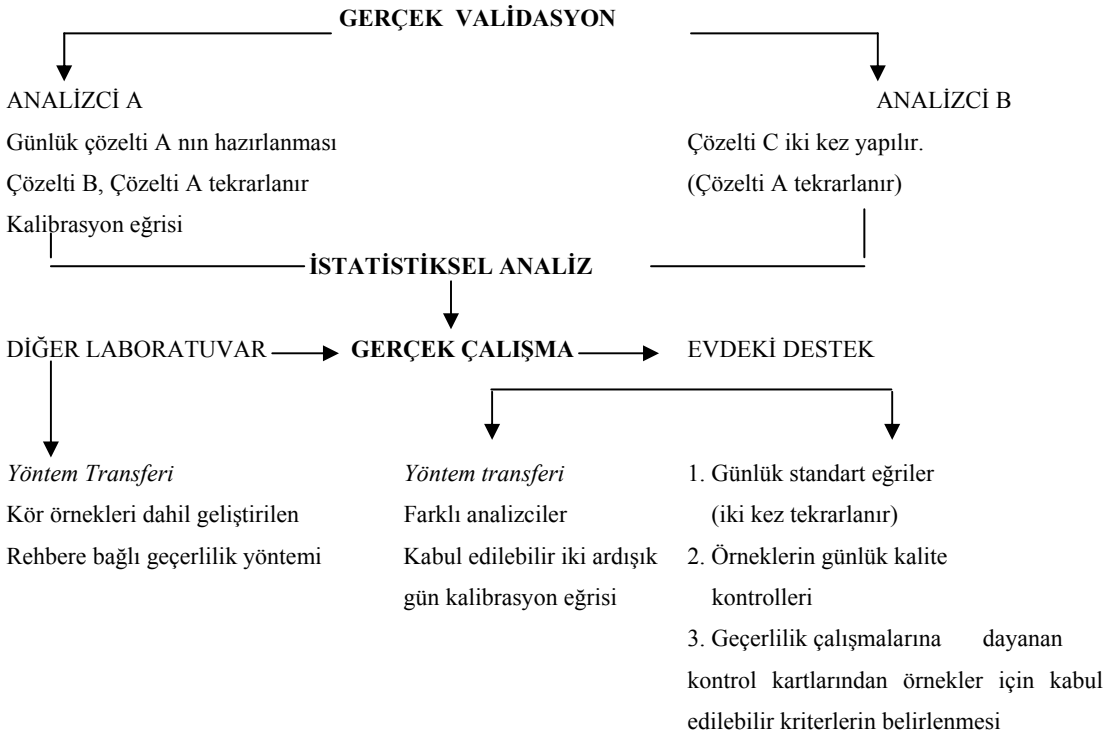 GERÇEK VALİDASYON
ANALİZCİ A
Günlük çözelti A nın hazırlanması
Çözelti B, Çözelti A tekrarlanır
Kalibrasyon eğrisi
ANALİZCİ B
Çözelti C iki kez yapılır.
(Çözelti A tekrarlanır)
İSTATİSTİKSEL ANALİZ
DİĞER LABORATUVAR
GERÇEK ÇALIŞMA
EVDEKİ DESTEK
Yöntem Transferi
Kör örnekleri dahil geliştirilen
Rehbere bağlı geçerlilik yöntemi
Yöntem transferi
Farklı analizciler
Kabul edilebilir iki ardışık
gün kalibrasyon eğrisi
1. Günlük standart eğriler
(iki kez tekrarlanır)
2. Örneklerin günlük kalite
kontrolleri
3. Geçerlilik çalışmalarına dayanan
kontrol kartlarından örnekler için kabul
edilebilir kriterlerin belirlenmesi